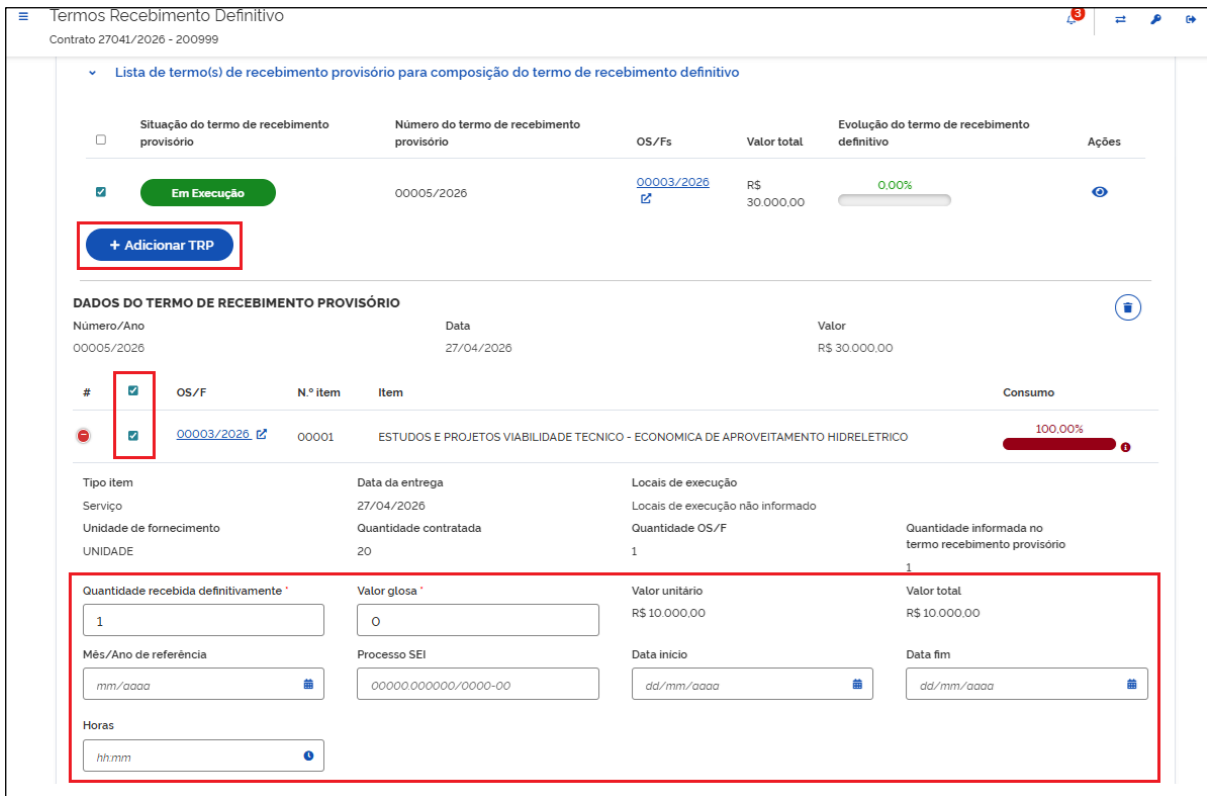 Termos Recebimento Definitivo
3
Contrato 27041/2026 - 200999
Lista de termo(s) de recebimento provisório para composição do termo de recebimento definitivo
Situação do termo de recebimento provisório
Número do termo de recebimento provisório
OS/Fs
Valor total
Evolução do termo de recebimento definitivo
Ações
Em Execução
00005/2026
00003/2026
R$ 30.000,00
0,00%
+ Adicionar TRP
DADOS DO TERMO DE RECEBIMENTO PROVISÓRIO
Número/Ano
Data
Valor
00005/2026
27/04/2026
R$ 30.000,00
#
OS/F
N.º item
Item
Consumo
00003/2026
00001
ESTUDOS E PROJETOS VIABILIDADE TECNICO - ECONOMICA DE APROVEITAMENTO HIDRELETRICO
100,00%
Tipo item
Data da entrega
Locais de execução
Serviço
27/04/2026
Locais de execução não informado
Unidade de fornecimento
Quantidade contratada
Quantidade OS/F
Quantidade informada no termo recebimento provisório
UNIDADE
20
1
1
Quantidade recebida definitivamente *
Valor glosa *
Valor unitário
Valor total
1
0
R$ 10.000,00
R$ 10.000,00
Mês/Ano de referência
Processo SEI
Data início
Data fim
mm/aaaa
00000.000000/0000-00
dd/mm/aaaa
dd/mm/aaaa
Horas
hh:mm